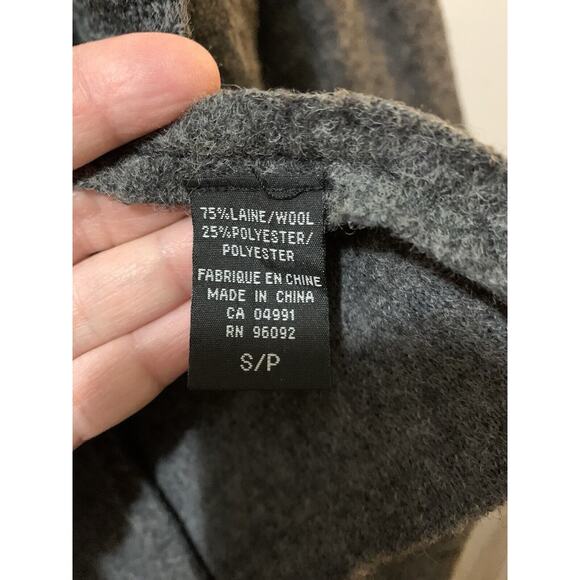 75%LAINE/WOOL
25%POLYESTER/
POLYESTER
FABRIQUE EN CHINE
MADE IN CHINA
CA 04991
RN 96092
S/P